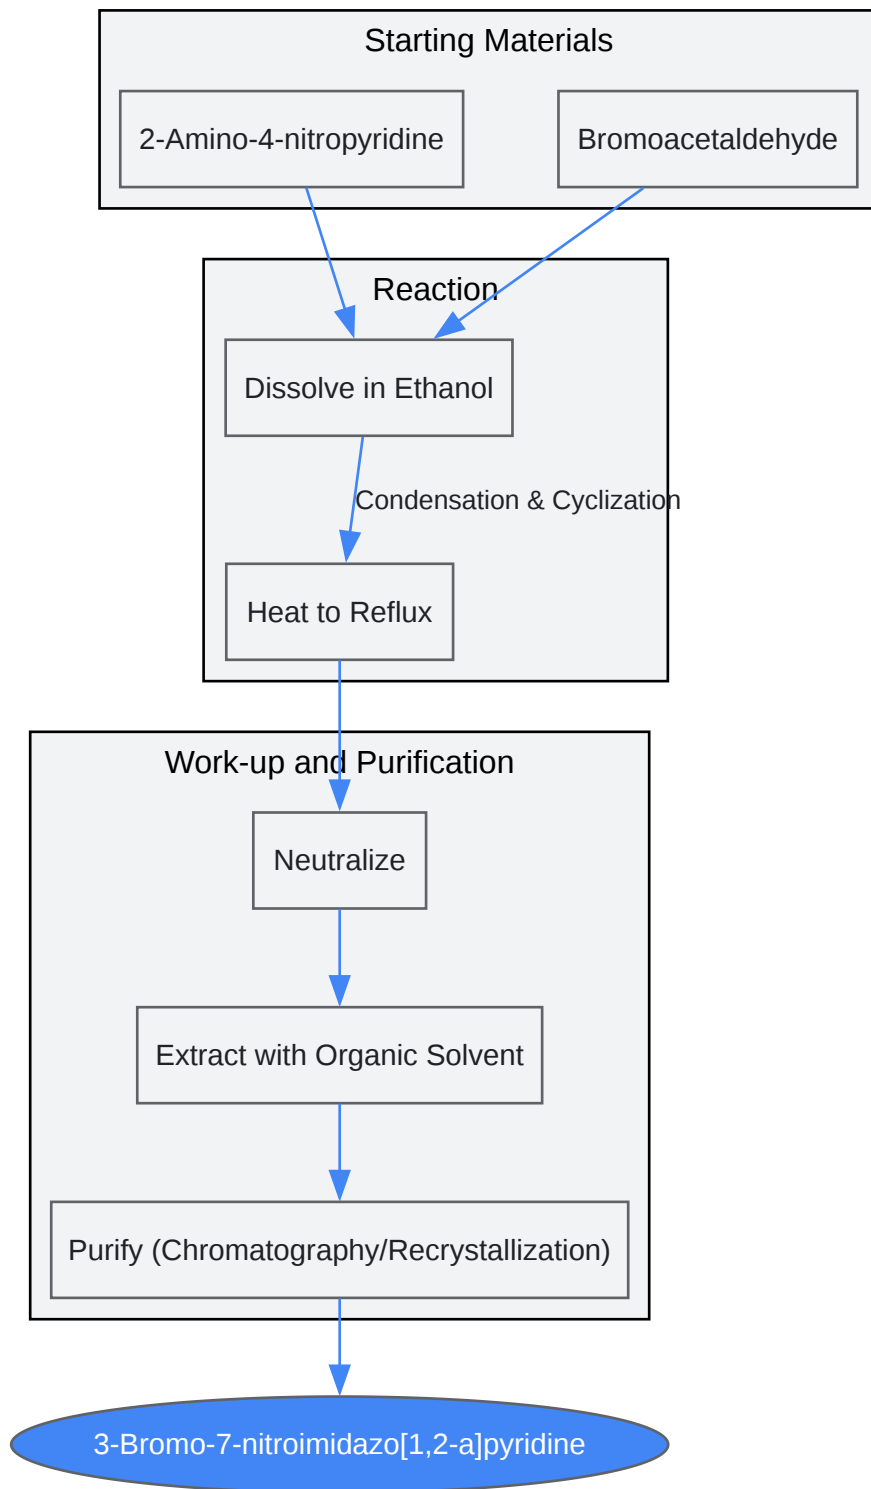 Starting Materials
2-Amino-4-nitropyridine
Bromoacetaldehyde
Reaction
Dissolve in Ethanol
Condensation & Cyclization
Heat to Reflux
Work-up and Purification
Neutralize
Extract with Organic Solvent
Purify (Chromatography/Recrystallization)
3-Bromo-7-nitroimidazo[1,2-a]pyridine